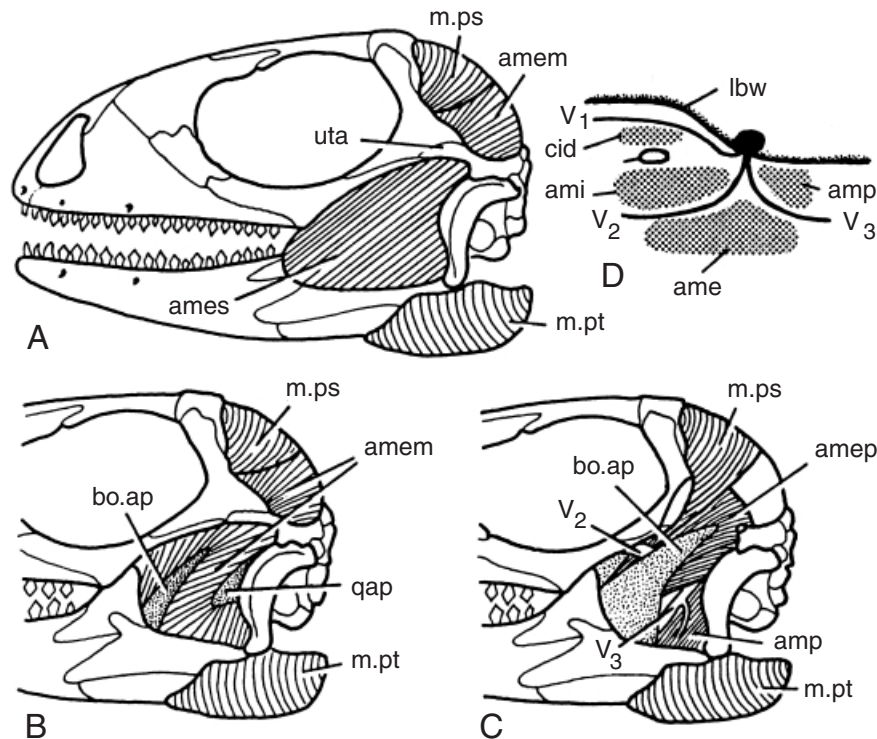 m.ps
amem
uta
ames
m.pt
A
lbw
V1
cid
ami
V2
amp
V3
ame
D
m.ps
amem
bo.ap
qap
m.pt
B
m.ps
amep
bo.ap
V2
V3
amp
m.pt
C